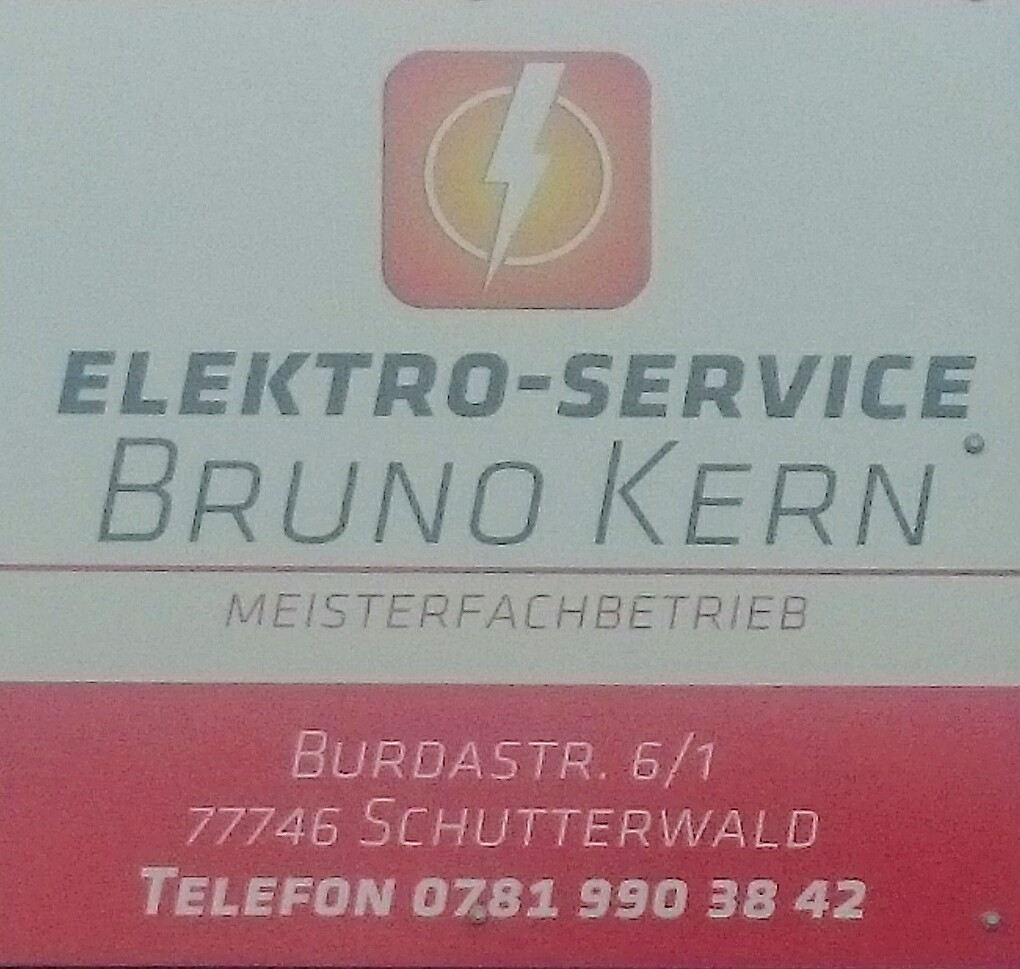 ELEKTRO-SERVICE
BRUNO KERN
MEISTERFACHBETRIEB
BURDASTR. 6/1
77746 SCHUTTERWALD
TELEFON 0781 990 38 42